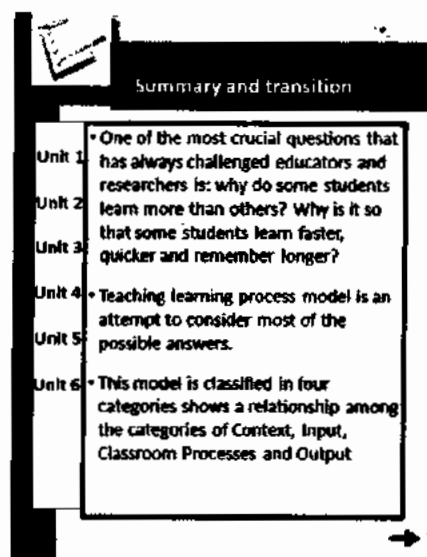 Summary and transition
Unit 1
Unit 2
Unit 3
Unit 4
Unit 5
Unit 6
• One of the most crucial questions that
has always challenged educators and
researchers is: why do some students
learn more than others? Why is it so
that some students learn faster,
quicker and remember longer?
• Teaching learning process model is an
attempt to consider most of the
possible answers.
• This model is classified in four
categories shows a relationship among
the categories of Context, Input,
Classroom Processes and Output